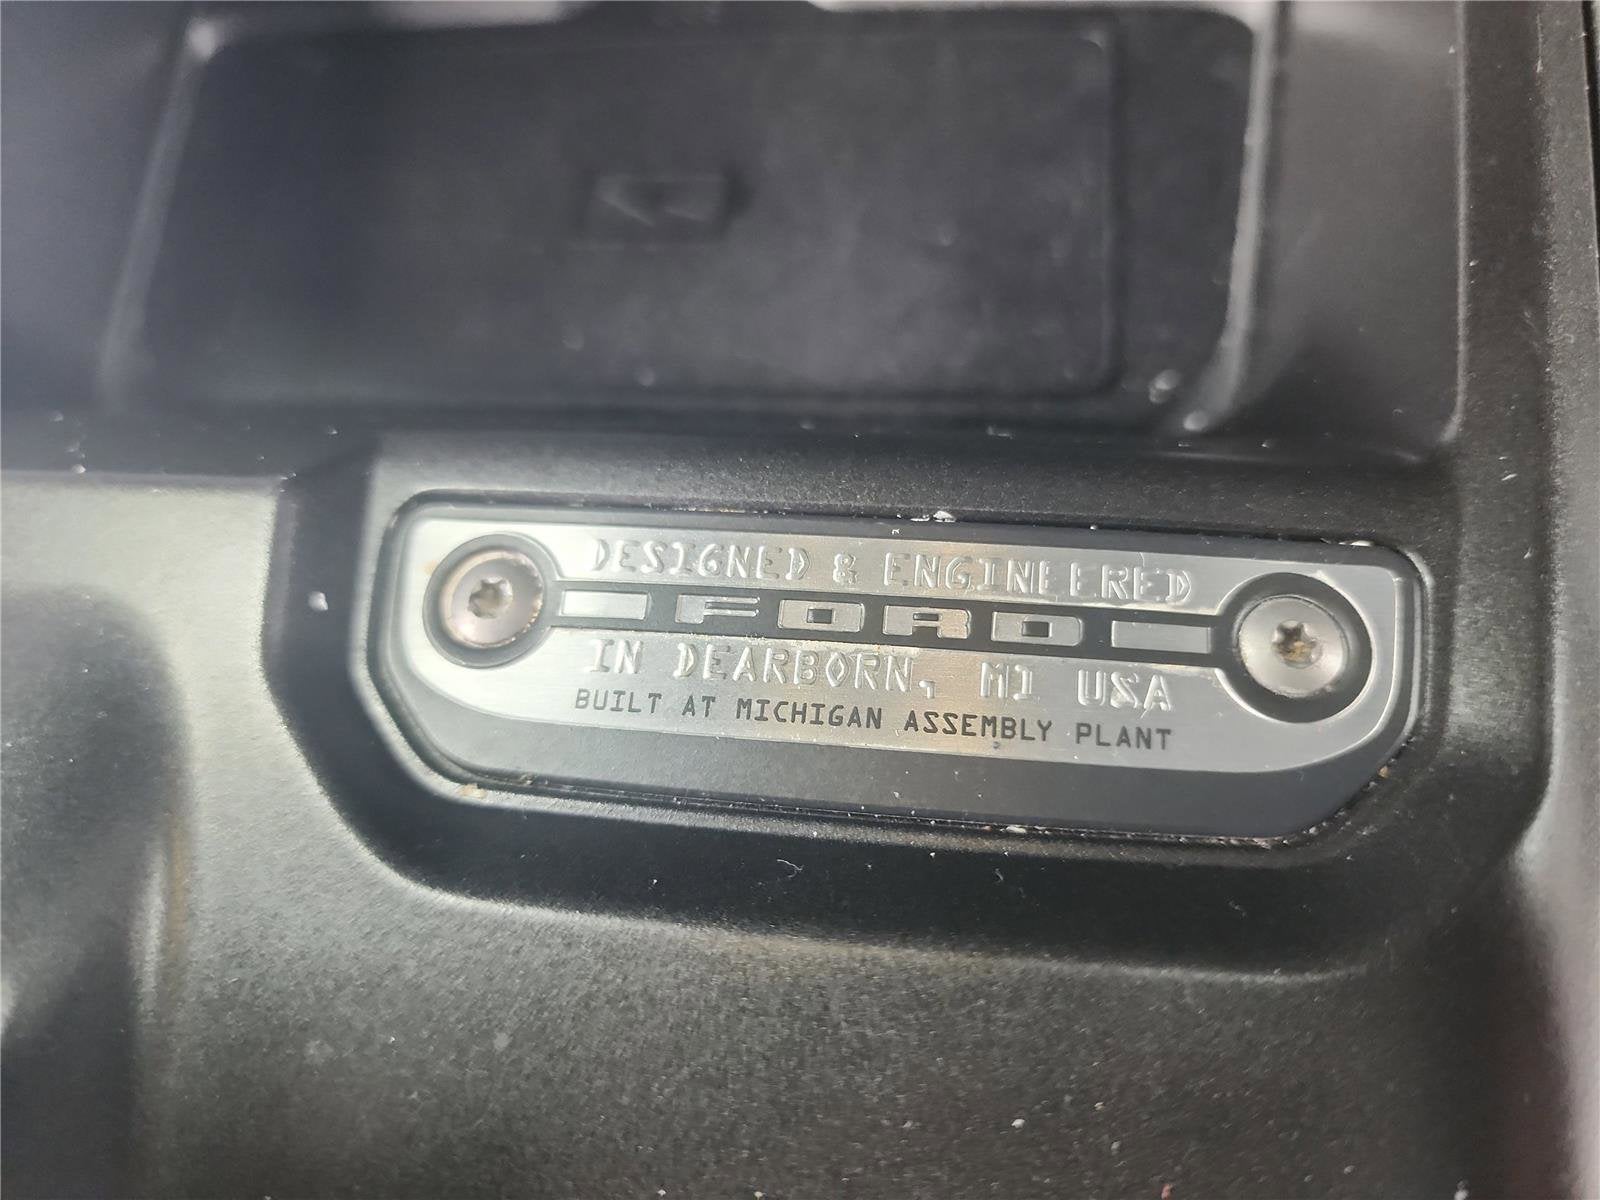 DESIGNED & ENGINEERED
FORD
IN DEARBORN, MI USA
BUILT AT MICHIGAN ASSEMBLY PLANT